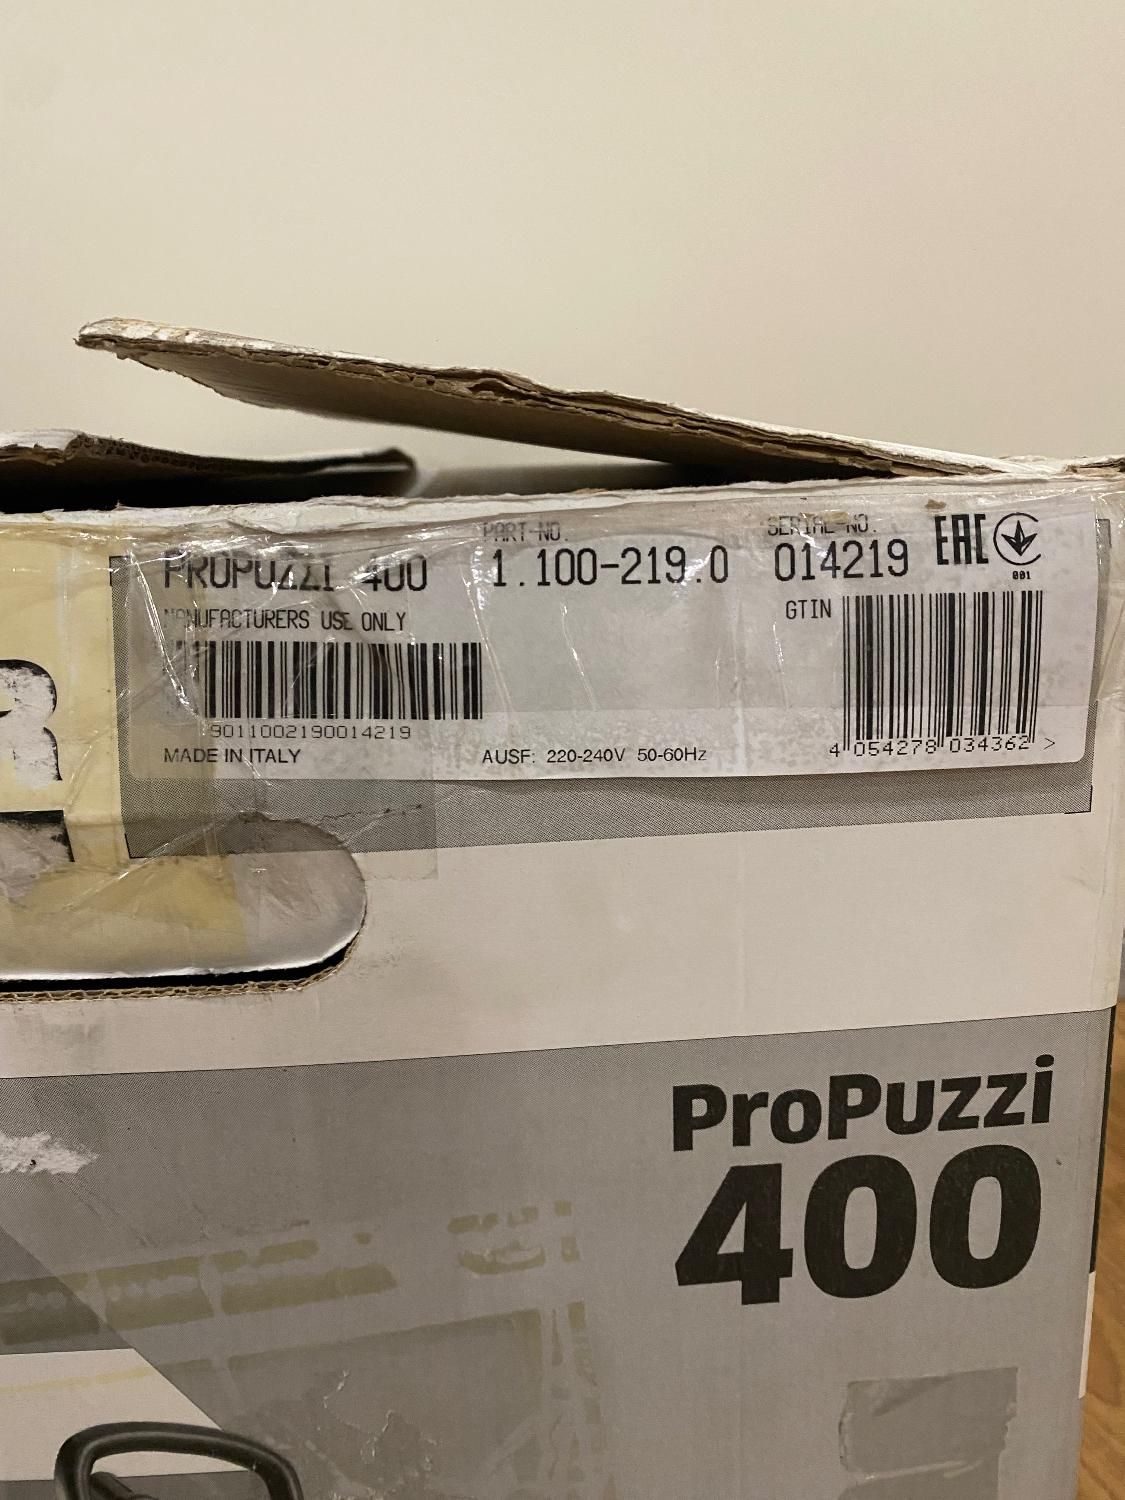 PART-NO.
SERIAL-NO.
EAC
PROPUZZI 400
1.100-219.0
014219
001
MANUFACTURERS USE ONLY
GTIN
9011002190014219
4 054278 034362 >
MADE IN ITALY
AUSF: 220-240V 50-60Hz
R
ProPuzzi
400